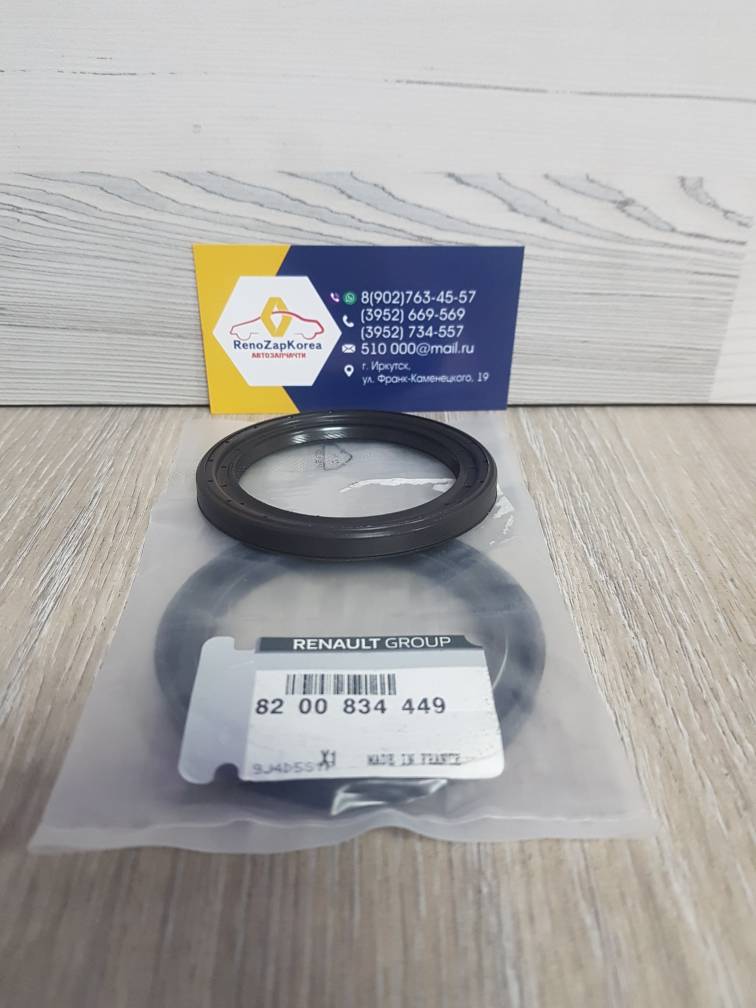 RenoZapKorea
АВТОЗАПЧАЧТИ
8(902)763-45-57
(3952) 669-569
(3952) 734-557
510 000@mail.ru
г. Иркутск,
ул. Франк-Каменецкого, 19
RENAULT GROUP
82 00 834 449
X1 MADE IN FRANCE